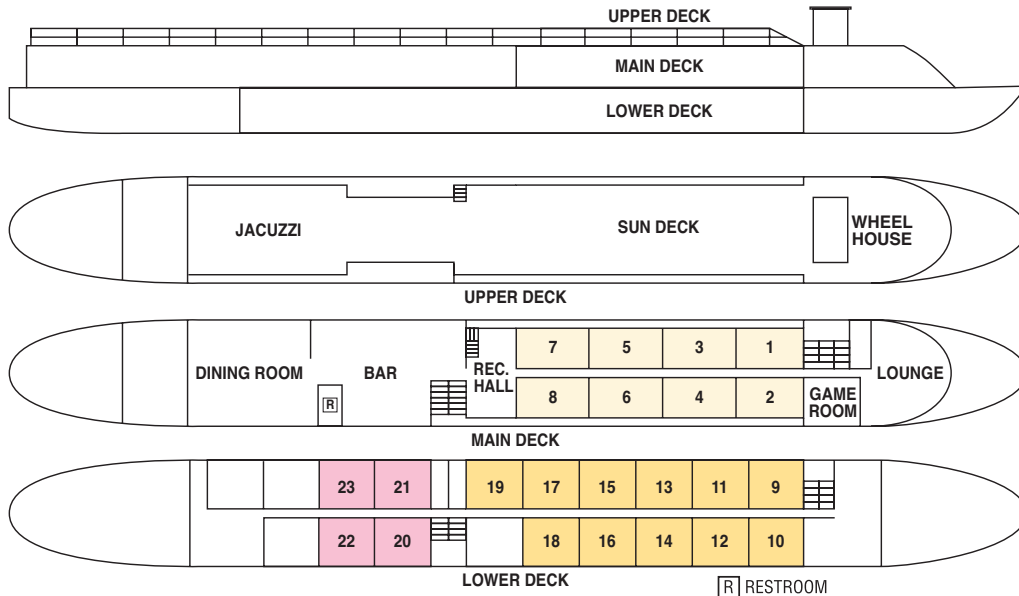 UPPER DECK
MAIN DECK
LOWER DECK
JACUZZI
SUN DECK
WHEEL
HOUSE
UPPER DECK
7 5 3 1
DINING ROOM
BAR
REC.
HALL
LOUNGE
8 6 4 2
GAME
ROOM
R
MAIN DECK
23 21 19 17 15 13 11 9
22 20 18 16 14 12 10
LOWER DECK
R RESTROOM